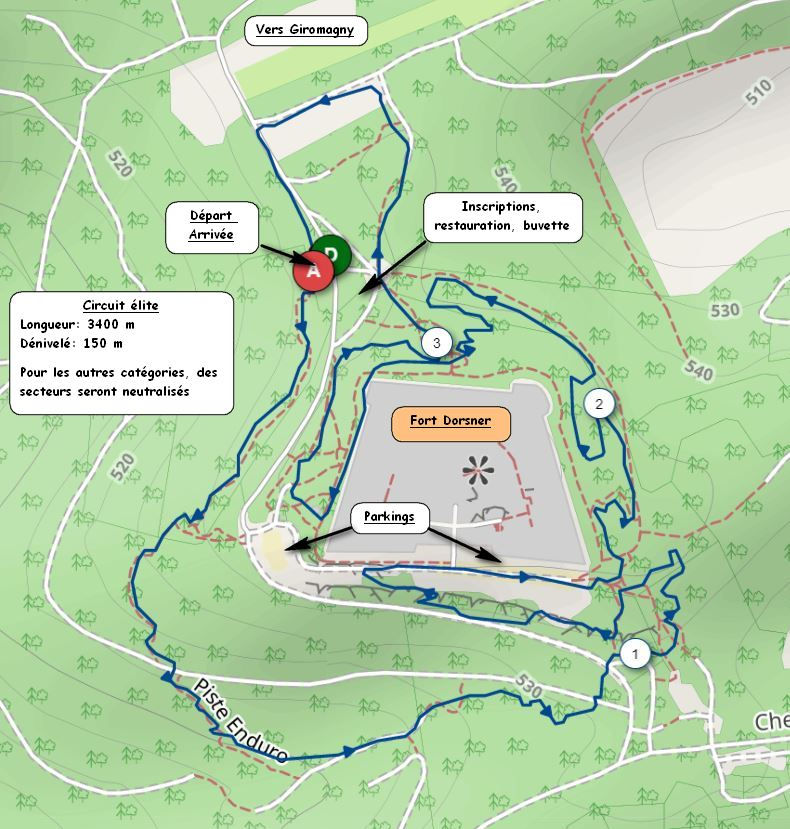 Vers Giromagny
510
520
540
Inscriptions,
restauration, buvette
Départ
Arrivée
D
A
Circuit élite
Longueur: 3400 m
Dénivelé: 150 m
Pour les autres catégories, des
secteurs seront neutralisés
530
3
540
2
Fort Dorsner
520
Parkings
1
530
Piste Enduro
Che